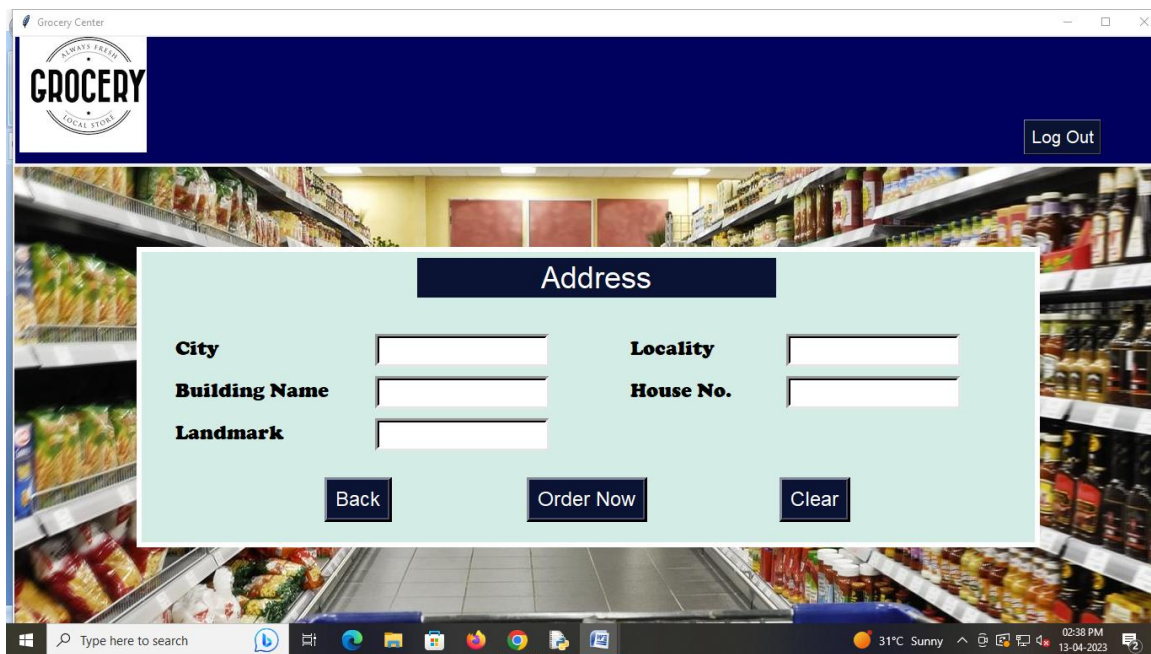 Grocery Center
ALWAYS FRESH
GROCERY
LOCAL STORE
Log Out
Address
City
Locality
Building Name
House No.
Landmark
Back
Order Now
Clear
Type here to search
31°C Sunny
02:38 PM
13-04-2023
2